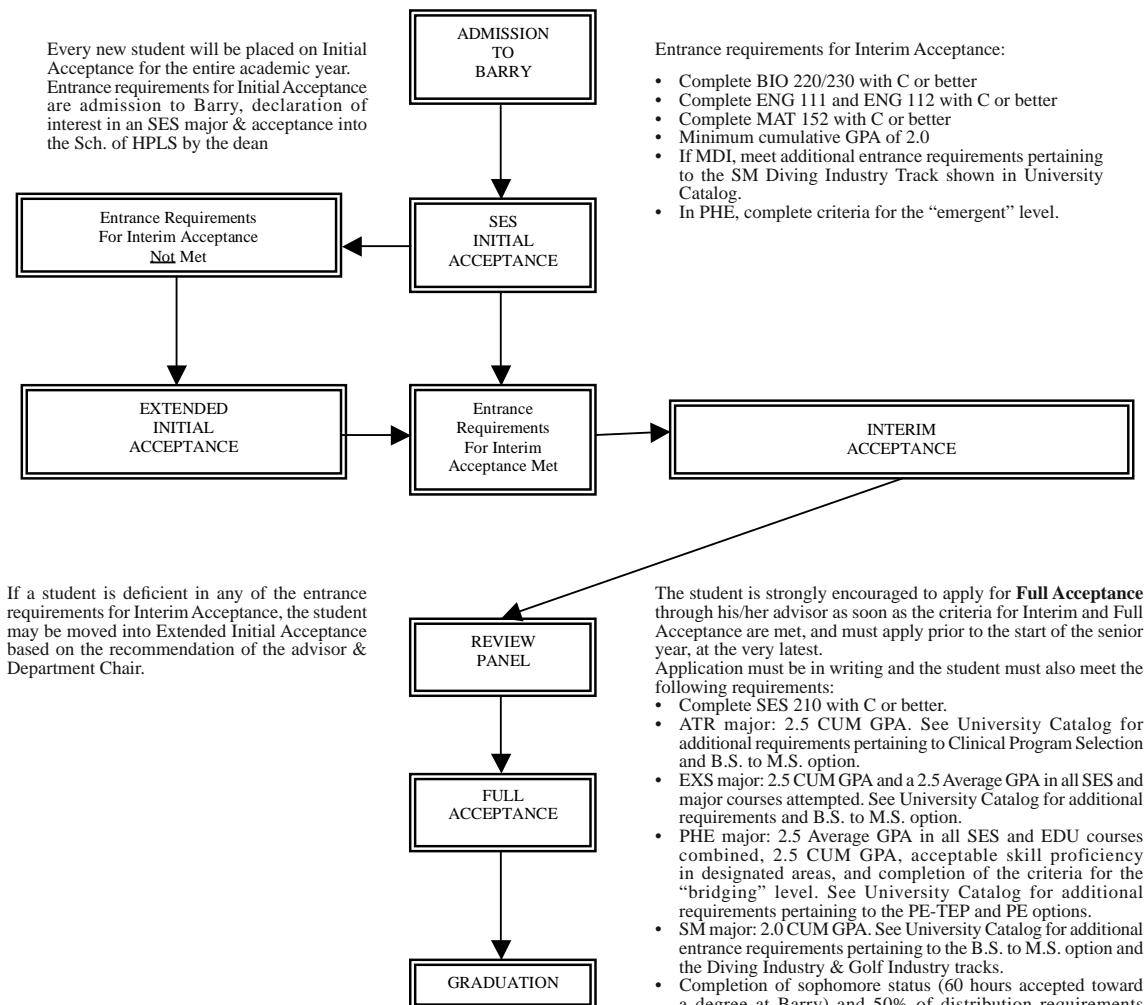 ADMISSION
TO
BARRY
Every new student will be placed on Initial
Acceptance for the entire academic year.
Entrance requirements for Initial Acceptance
are admission to Barry, declaration of
interest in an SES major & acceptance into
the Sch. of HPLS by the dean
Entrance requirements for Interim Acceptance:
• Complete BIO 220/230 with C or better
• Complete ENG 111 and ENG 112 with C or better
• Complete MAT 152 with C or better
• Minimum cumulative GPA of 2.0
• If MDI, meet additional entrance requirements pertaining
to the SM Diving Industry Track shown in University
Catalog.
• In PHE, complete criteria for the “emergent” level.
Entrance Requirements
For Interim Acceptance
Not Met
SES
INITIAL
ACCEPTANCE
EXTENDED
INITIAL
ACCEPTANCE
Entrance
Requirements
For Interim
Acceptance Met
INTERIM
ACCEPTANCE
If a student is deficient in any of the entrance
requirements for Interim Acceptance, the student
may be moved into Extended Initial Acceptance
based on the recommendation of the advisor &
Department Chair.
REVIEW
PANEL
FULL
ACCEPTANCE
GRADUATION
The student is strongly encouraged to apply for Full Acceptance
through his/her advisor as soon as the criteria for Interim and Full
Acceptance are met, and must apply prior to the start of the senior
year, at the very latest.
Application must be in writing and the student must also meet the
following requirements:
• Complete SES 210 with C or better.
• ATR major: 2.5 CUM GPA. See University Catalog for
additional requirements pertaining to Clinical Program Selection
and B.S. to M.S. option.
• EXS major: 2.5 CUM GPA and a 2.5 Average GPA in all SES and
major courses attempted. See University Catalog for additional
requirements and B.S. to M.S. option.
• PHE major: 2.5 Average GPA in all SES and EDU courses
combined, 2.5 CUM GPA, acceptable skill proficiency
in designated areas, and completion of the criteria for the
“bridging” level. See University Catalog for additional
requirements pertaining to the PE-TEP and PE options.
• SM major: 2.0 CUM GPA. See University Catalog for additional
entrance requirements pertaining to the B.S. to M.S. option and
the Diving Industry & Golf Industry tracks.
• Completion of sophomore status (60 hours accepted toward
a degree at Barry) and 50% of distribution requirements